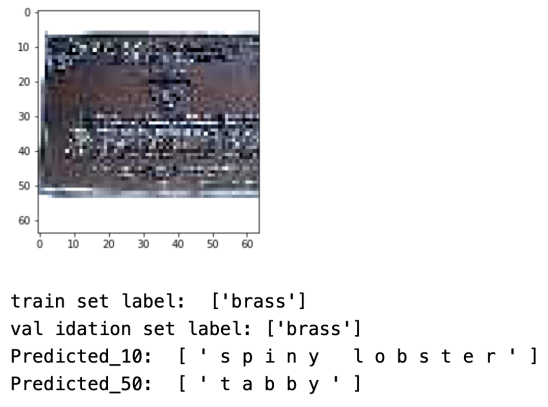 0
10
20
30
40
50
60
0 10 20 30 40 50 60
train set label:  ['brass']
val idation set label: ['brass']
Predicted_10:  [ ' s p i n y   l o b s t e r ' ]
Predicted_50:  [ ' t a b b y ' ]